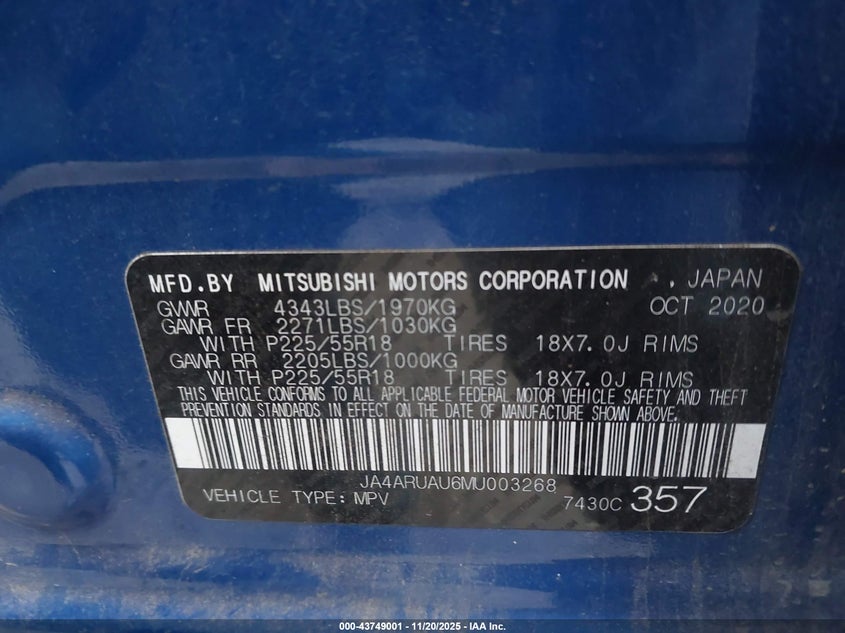 MFD.BY MITSUBISHI MOTORS CORPORATION , JAPAN
GVWR 4343LBS/1970KG OCT 2020
GAWR FR 2271LBS/1030KG
WITH P225/55R18 TIRES 18X7.0J RIMS
GAWR RR 2205LBS/1000KG
WITH P225/55R18 TIRES 18X7.0J RIMS
THIS VEHICLE CONFORMS TO ALL APPLICABLE FEDERAL MOTOR VEHICLE SAFETY AND THEFT
PREVENTION STANDARDS IN EFFECT ON THE DATE OF MANUFACTURE SHOWN ABOVE.
JA4ARUAU6MU003268
VEHICLE TYPE: MPV 7430C 357
000-43749001 - 11/20/2025 - IAA Inc.